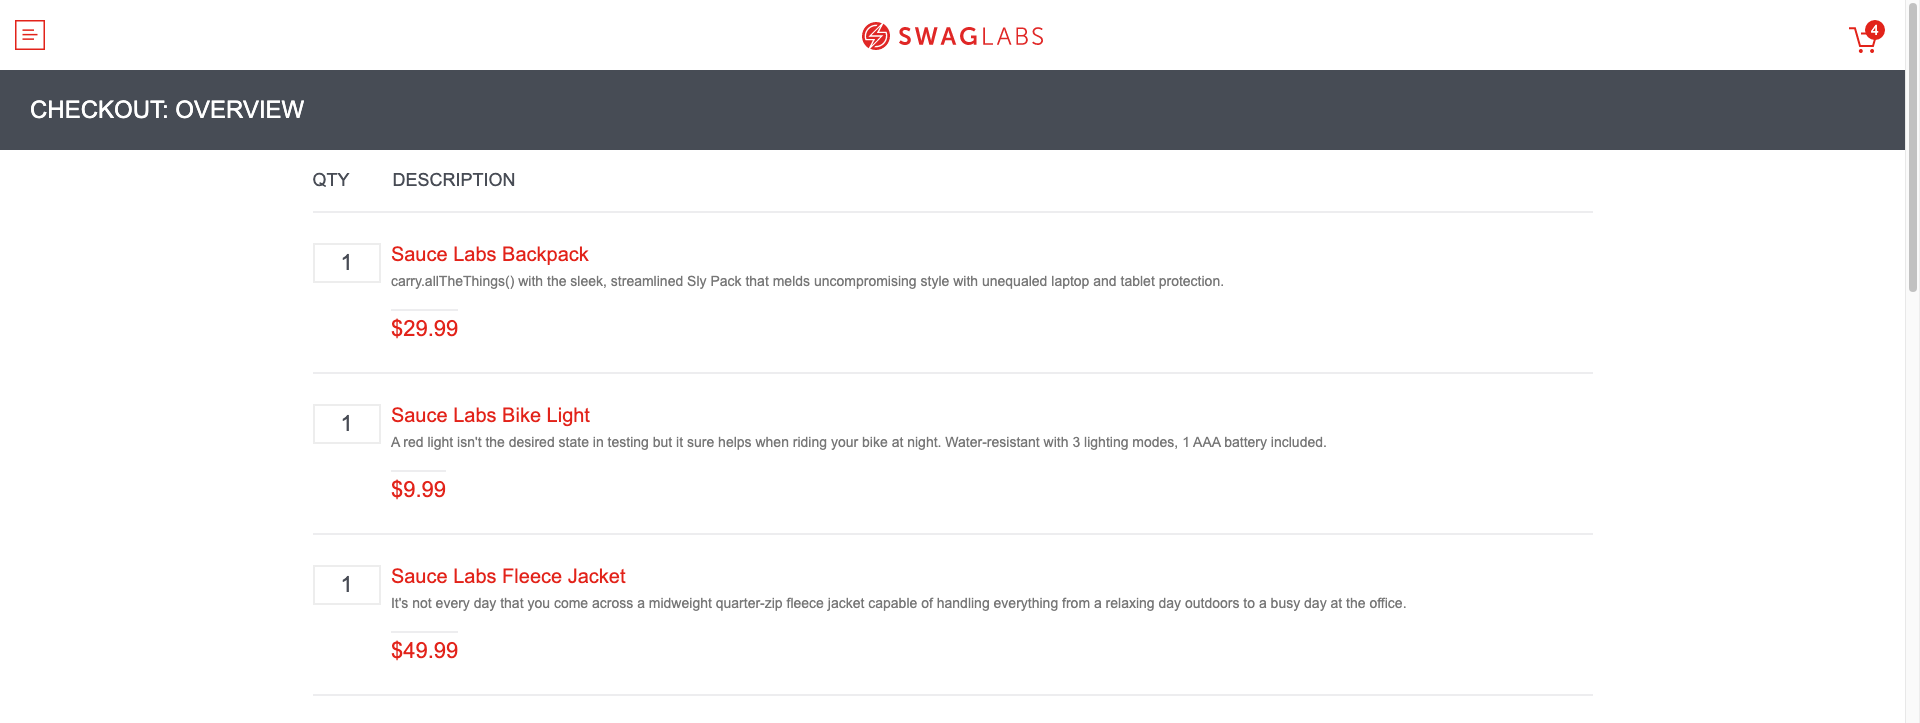 SWAGLABS
4
CHECKOUT: OVERVIEW
QTY DESCRIPTION
1 Sauce Labs Backpack
carry.allTheThings() with the sleek, streamlined Sly Pack that melds uncompromising style with unequaled laptop and tablet protection.
$29.99
1 Sauce Labs Bike Light
A red light isn't the desired state in testing but it sure helps when riding your bike at night. Water-resistant with 3 lighting modes, 1 AAA battery included.
$9.99
1 Sauce Labs Fleece Jacket
It's not every day that you come across a midweight quarter-zip fleece jacket capable of handling everything from a relaxing day outdoors to a busy day at the office.
$49.99